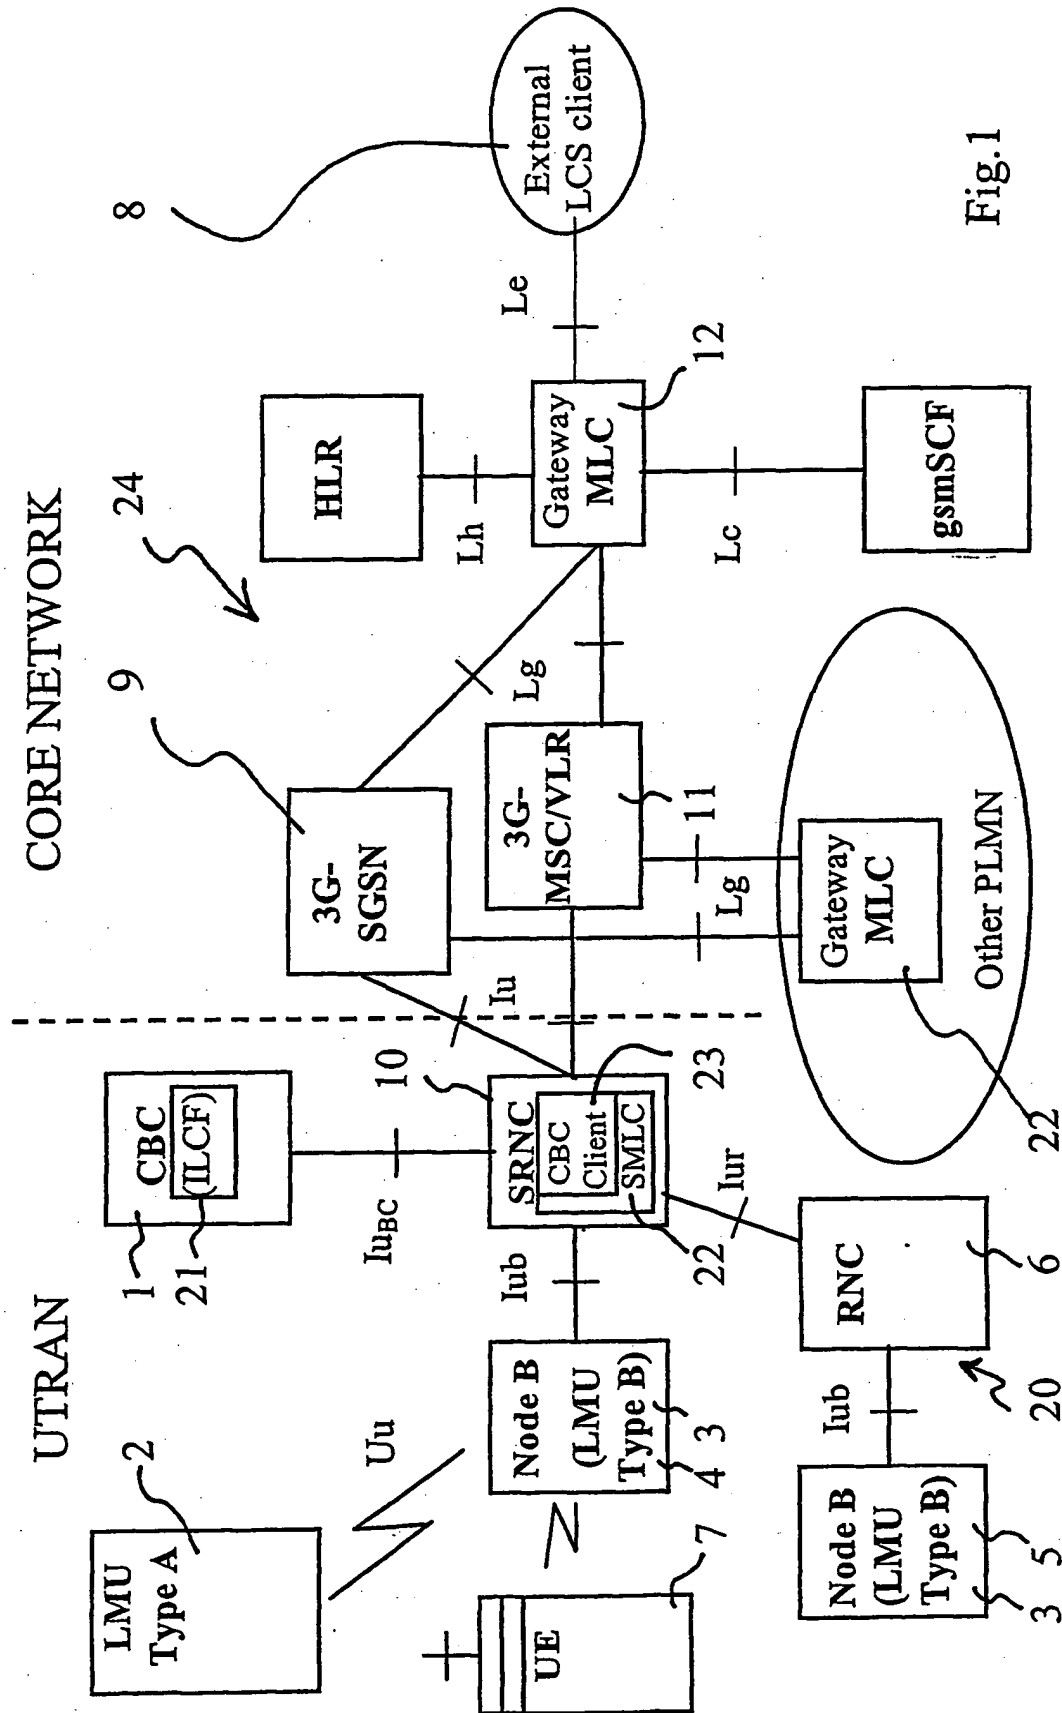 UTRAN
CORE NETWORK
LMU
Type A
2
Uu
UE
7
Node B
(LMU
Type B)
4
3
Node B
(LMU
Type B)
3
5
Iub
20
RNC
6
Iur
Iub
1
CBC
(ILCF)
21
IuBC
10
SRNC
CBC
Client
SMLC
22
23
Iu
9
3G-
SGSN
3G-
MSC/VLR
11
Lg
Lg
Gateway
MLC
Other PLMN
22
24
HLR
Lh
Gateway
MLC
12
Lc
gsmSCF
Le
8
External
LCS client
Fig.1